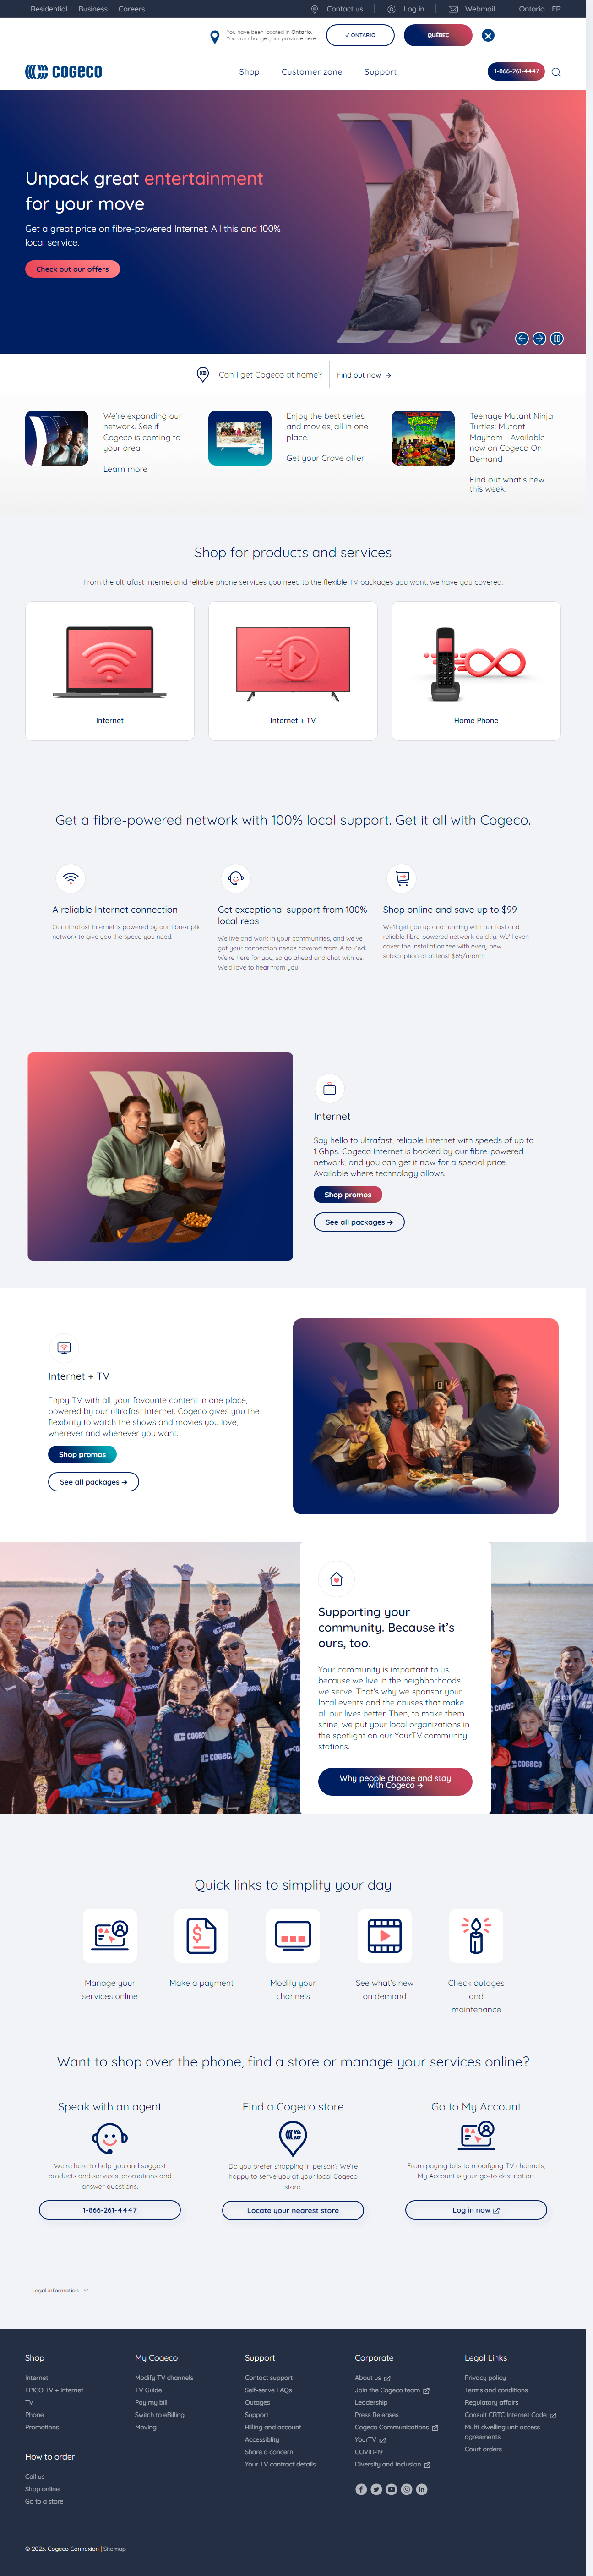 Residential Business Careers Contact us Log in Webmail Ontario FR
You have been located in Ontario.
You can change your province here.
✓ ONTARIO
QUÉBEC
COGECO
Shop Customer zone Support
1-866-261-4447
Unpack great entertainment
for your move
Get a great price on fibre-powered Internet. All this and 100%
local service.
Check out our offers
Can I get Cogeco at home? Find out now →
We're expanding our
network. See if
Cogeco is coming to
your area.
Learn more
Enjoy the best series
and movies, all in one
place.
Get your Crave offer
Teenage Mutant Ninja
Turtles: Mutant
Mayhem - Available
now on Cogeco On
Demand
Find out what's new
this week.
Shop for products and services
From the ultrafast Internet and reliable phone services you need to the flexible TV packages you want, we have you covered.
Internet
Internet + TV
Home Phone
Get a fibre-powered network with 100% local support. Get it all with Cogeco.
A reliable Internet connection
Our ultrafast Internet is powered by our fibre-optic
network to give you the speed you need.
Get exceptional support from 100%
local reps
We live and work in your communities, and we've
got your connection needs covered from A to Zed.
We're here for you, so go ahead and chat with us.
We'd love to hear from you.
Shop online and save up to $99
We'll get you up and running with our fast and
reliable fibre-powered network quickly. We'll even
cover the installation fee with every new
subscription of at least $65/month
Internet
Say hello to ultrafast, reliable Internet with speeds of up to
1 Gbps. Cogeco Internet is backed by our fibre-powered
network, and you can get it now for a special price.
Available where technology allows.
Shop promos
See all packages →
Internet + TV
Enjoy TV with all your favourite content in one place,
powered by our ultrafast Internet. Cogeco gives you the
flexibility to watch the shows and movies you love,
wherever and whenever you want.
Shop promos
See all packages →
COGECO
COGECO
COGECO
COGECO
Supporting your
community. Because it's
ours, too.
Your community is important to us
because we live in the neighborhoods
we serve. That's why we sponsor your
local events and the causes that make
all our lives better. Then, to make them
shine, we put your local organizations in
the spotlight on our YourTV community
stations.
Why people choose and stay
with Cogeco →
Quick links to simplify your day
Manage your
services online
Make a payment
Modify your
channels
See what's new
on demand
Check outages
and
maintenance
Want to shop over the phone, find a store or manage your services online?
Speak with an agent
We're here to help you and suggest
products and services, promotions and
answer questions.
1-866-261-4447
Find a Cogeco store
Do you prefer shopping in person? We're
happy to serve you at your local Cogeco
store.
Locate your nearest store
Go to My Account
From paying bills to modifying TV channels,
My Account is your go-to destination.
Log in now
Legal information
Shop
Internet
EPICO TV + Internet
TV
Phone
Promotions
How to order
Call us
Shop online
Go to a store
My Cogeco
Modify TV channels
TV Guide
Pay my bill
Switch to eBilling
Moving
Support
Contact support
Self-serve FAQs
Outages
Support
Billing and account
Accessiblity
Share a concern
Your TV contract details
Corporate
About us
Join the Cogeco team
Leadership
Press Releases
Cogeco Communications
YourTV
COVID-19
Diversity and Inclusion
Legal Links
Privacy policy
Terms and conditions
Regulatory affairs
Consult CRTC Internet Code
Multi-dwelling unit access
agreements
Court orders
© 2023. Cogeco Connexion | Sitemap